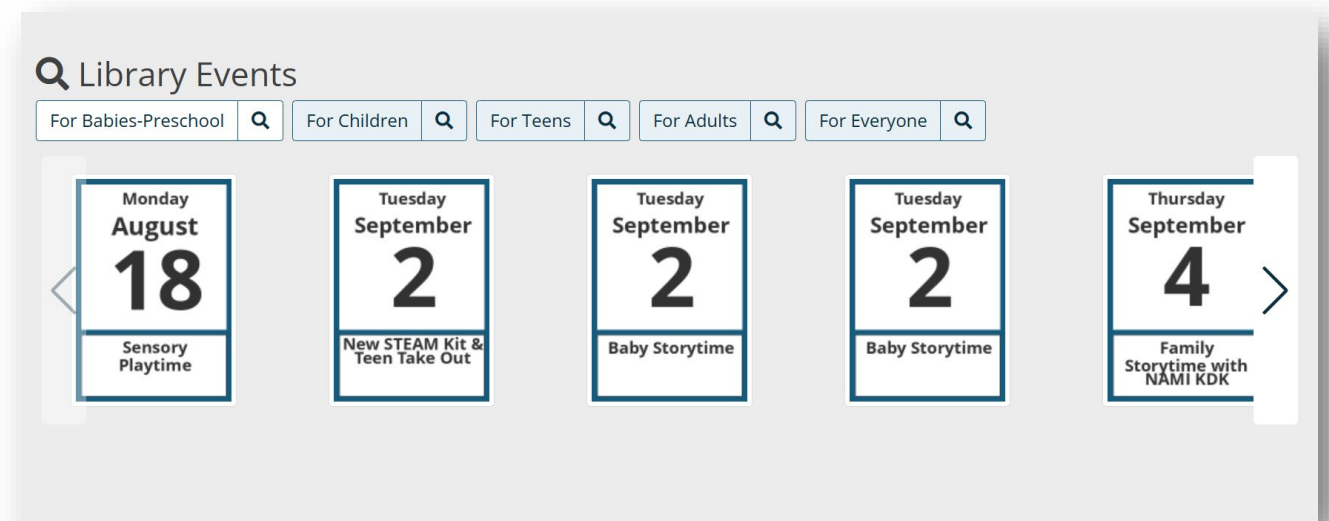 Library Events
For Babies-Preschool For Children For Teens For Adults For Everyone
Monday
August
18
Sensory
Playtime
Tuesday
September
2
New STEAM Kit &
Teen Take Out
Tuesday
September
2
Baby Storytime
Tuesday
September
2
Baby Storytime
Thursday
September
4
Family
Storytime with
NAMI KDK